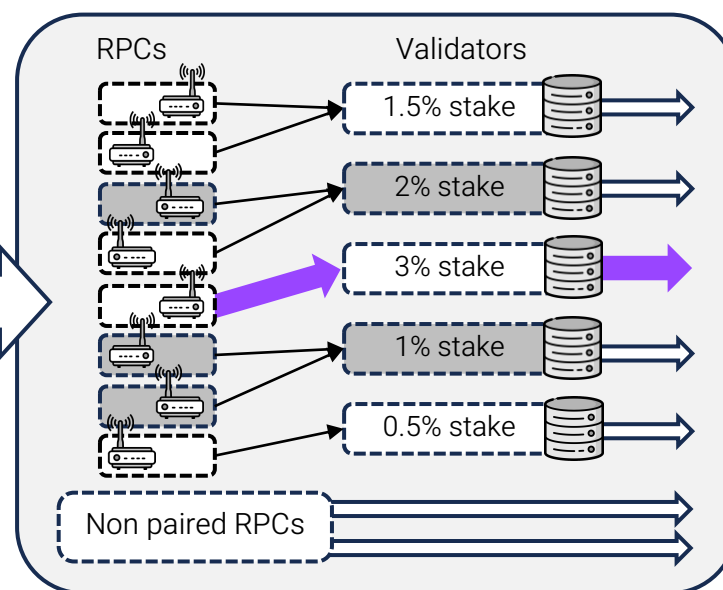 RPCs
Validators
1.5% stake
2% stake
3% stake
1% stake
0.5% stake
Non paired RPCs